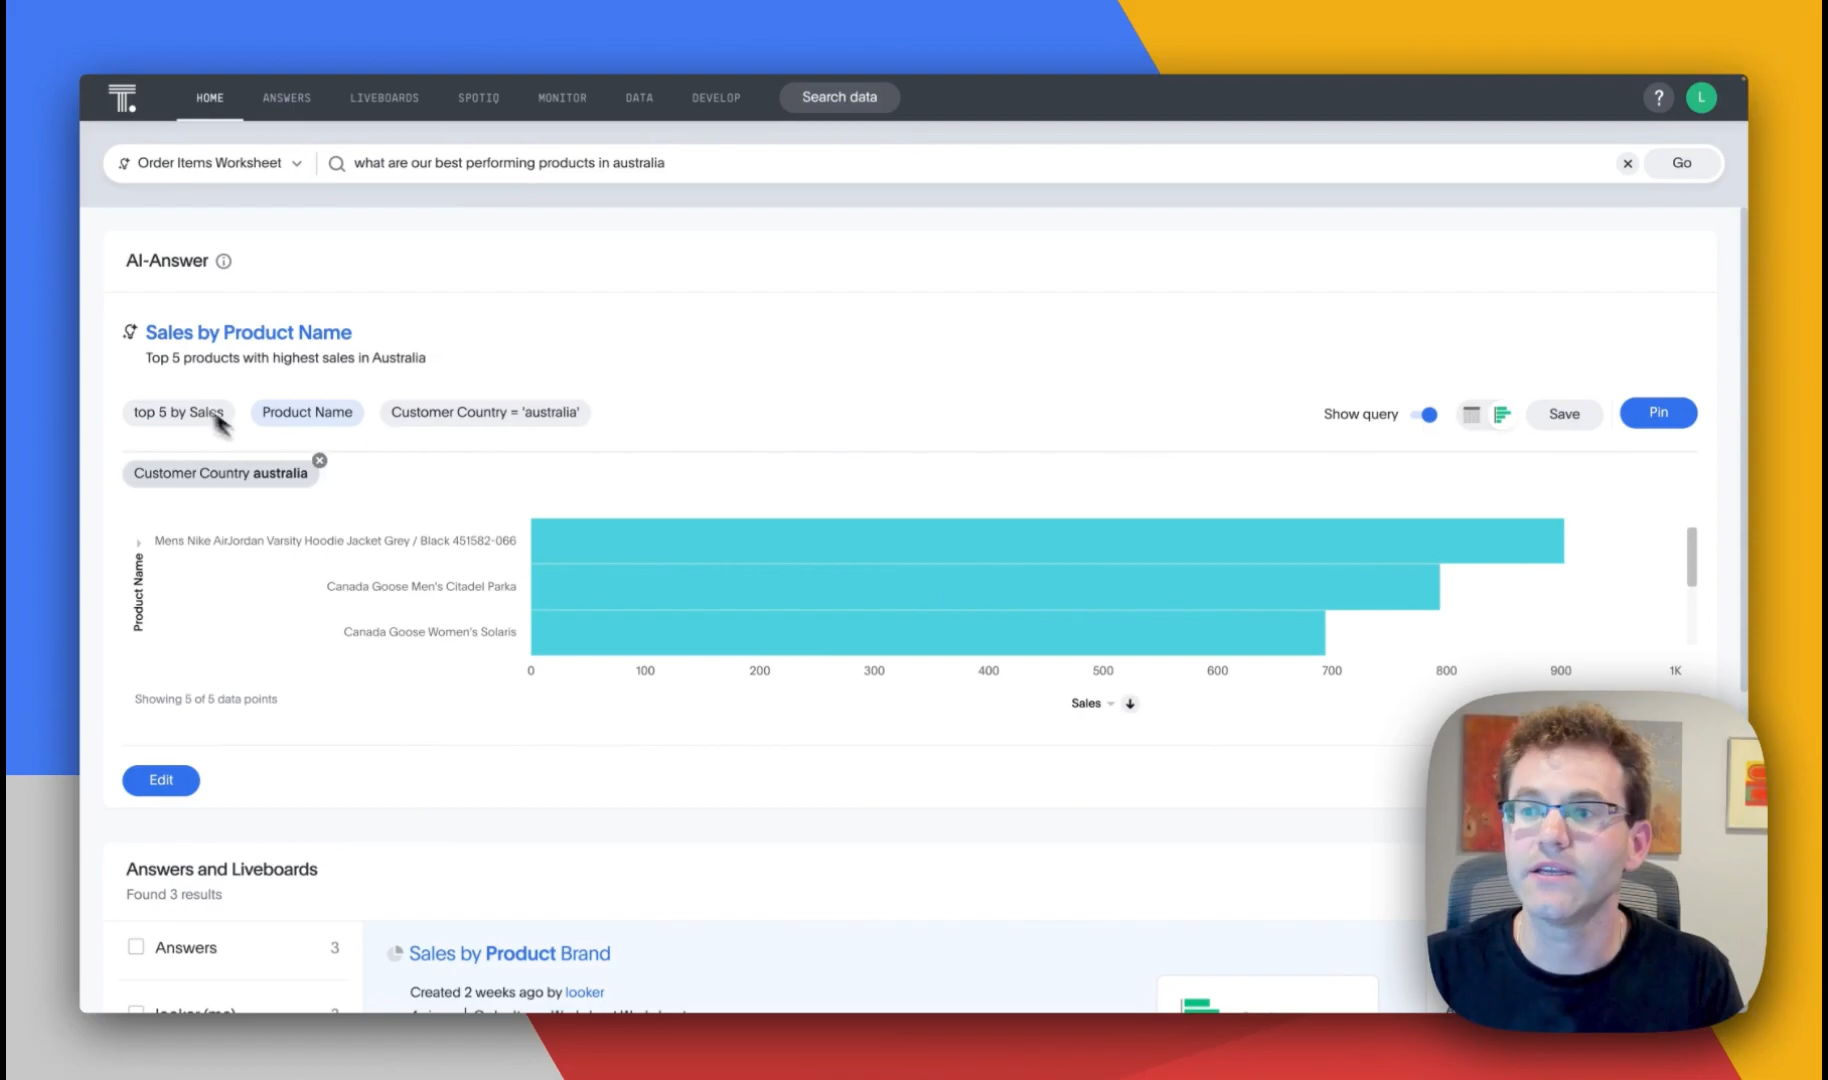 HOME ANSWERS LIVEBOARDS SPOTIQ MONITOR DATA DEVELOP Search data ? L
Order Items Worksheet what are our best performing products in australia Go
AI-Answer
Sales by Product Name
Top 5 products with highest sales in Australia
top 5 by Sales Product Name Customer Country = 'australia' Show query Save Pin
Customer Country australia
Product Name
Mens Nike AirJordan Varsity Hoodie Jacket Grey / Black 451582-066
Canada Goose Men's Citadel Parka
Canada Goose Women's Solaris
0 100 200 300 400 500 600 700 800 900 1K
Showing 5 of 5 data points
Sales
Edit
Answers and Liveboards
Found 3 results
Answers 3
Sales by Product Brand
Created 2 weeks ago by looker